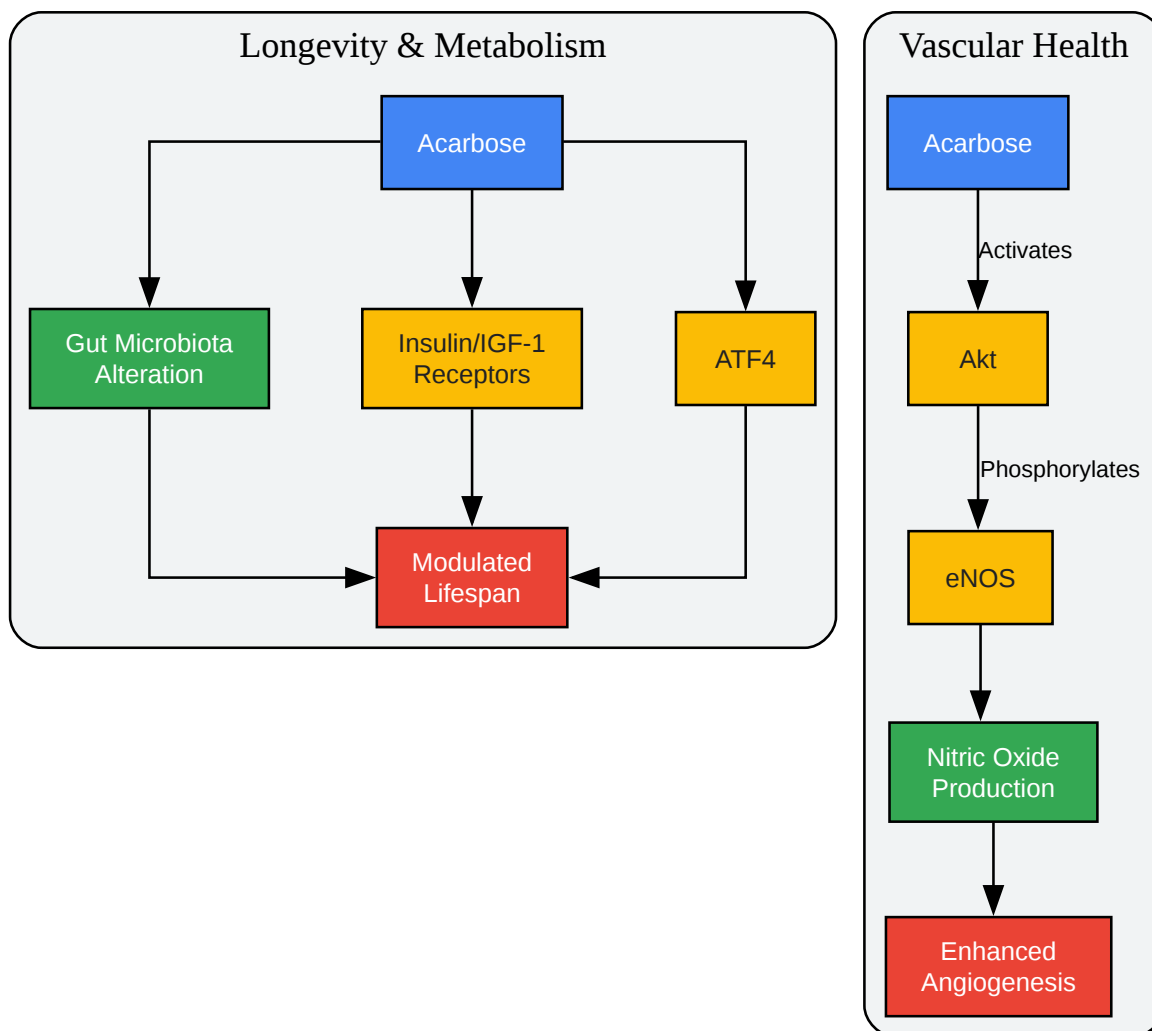 Longevity & Metabolism
Acarbose
Gut Microbiota
Alteration
Insulin/IGF-1
Receptors
ATF4
Modulated
Lifespan
Vascular Health
Acarbose
Activates
Akt
Phosphorylates
eNOS
Nitric Oxide
Production
Enhanced
Angiogenesis